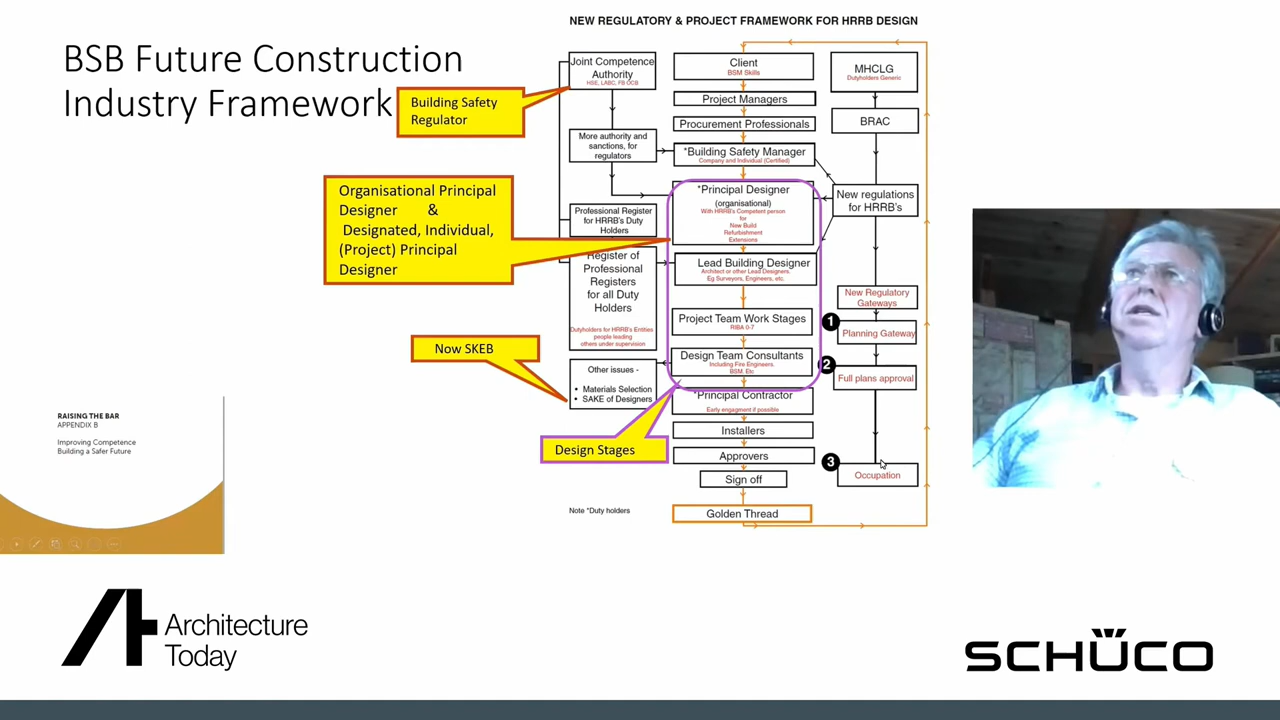 BSB Future Construction
Industry Framework
NEW REGULATORY & PROJECT FRAMEWORK FOR HRRB DESIGN
Building Safety
Regulator
Organisational Principal
Designer & 
Designated, Individual,
(Project) Principal
Designer
Now SKEB
Design Stages
Joint Competence
Authority
HSE, LABC, FB OCB
More authority and
sanctions, for
regulators
Professional Register
for HRRB's Duty
Holders
Register of
Professional
Registers
for all Duty
Holders
Dutyholders for HRRB's Entities
people leading
others under supervision
Other issues -
• Materials Selection
• SAKE of Designers
Note *Duty holders
Client
BSM Skills
Project Managers
Procurement Professionals
*Building Safety Manager
Company and Individual (Certified)
*Principal Designer
(organisational)
With HRRB's Competent person
for
New Build
Refurbishment
Extensions
Lead Building Designer
Architect or other Lead Designers.
Eg Surveyors, Engineers, etc.
Project Team Work Stages
RIBA 0-7
Design Team Consultants
Including Fire Engineers.
BSM. Etc
*Principal Contractor
Early engagment if possible
Installers
Approvers
Sign off
Golden Thread
MHCLG
Dutyholders Generic
BRAC
New regulations
for HRRB's
New Regulatory
Gateways
1
Planning Gateway
2
Full plans approval
3
Occupation
RAISING THE BAR
APPENDIX B
Improving Competence
Building a Safer Future
Architecture
Today
SCHÜCO